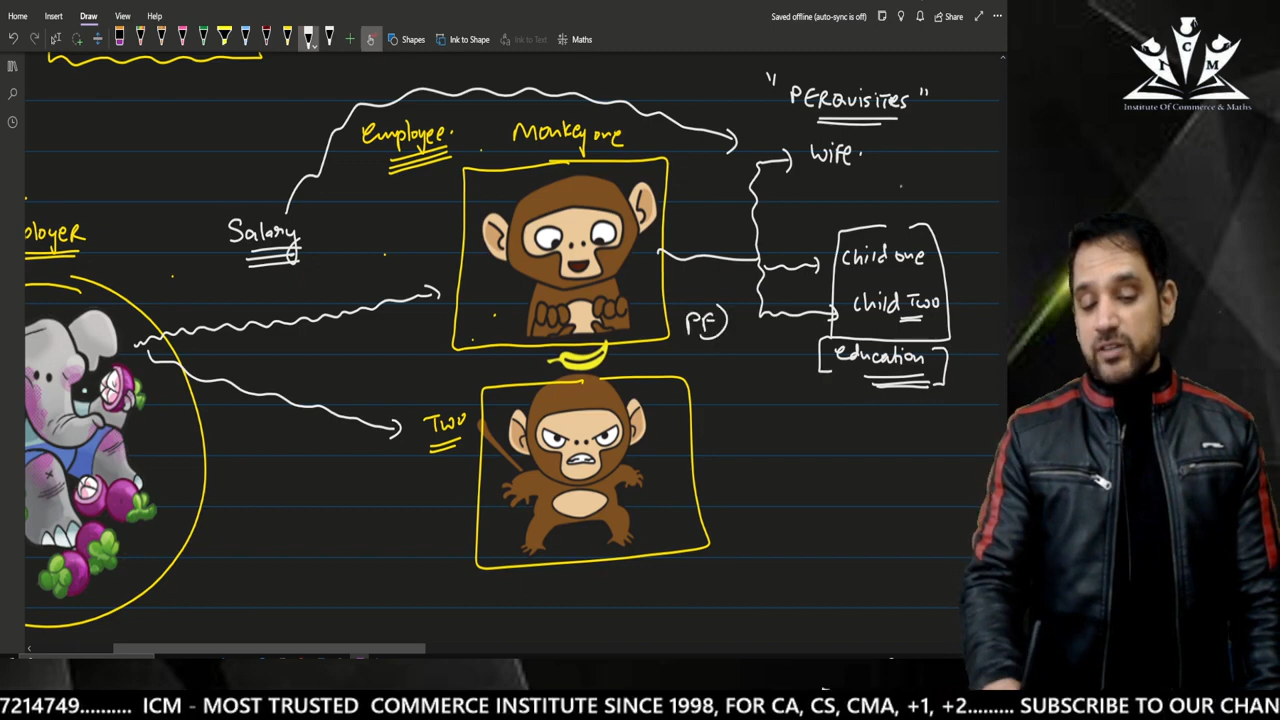 Home Insert Draw View Help
Saved offline (auto-sync is off) Share
Shapes Ink to Shape Ink to Text Maths
I C M
Institute Of Commerce & Maths
"PERQUISITES"
Employee. Monkey one
wife.
ployer
Salary
child one
child Two
PF)
[education]
Two
7214749.......... ICM - MOST TRUSTED COMMERCE INSTITUTE SINCE 1998, FOR CA, CS, CMA, +1, +2....... SUBSCRIBE TO OUR CHAN